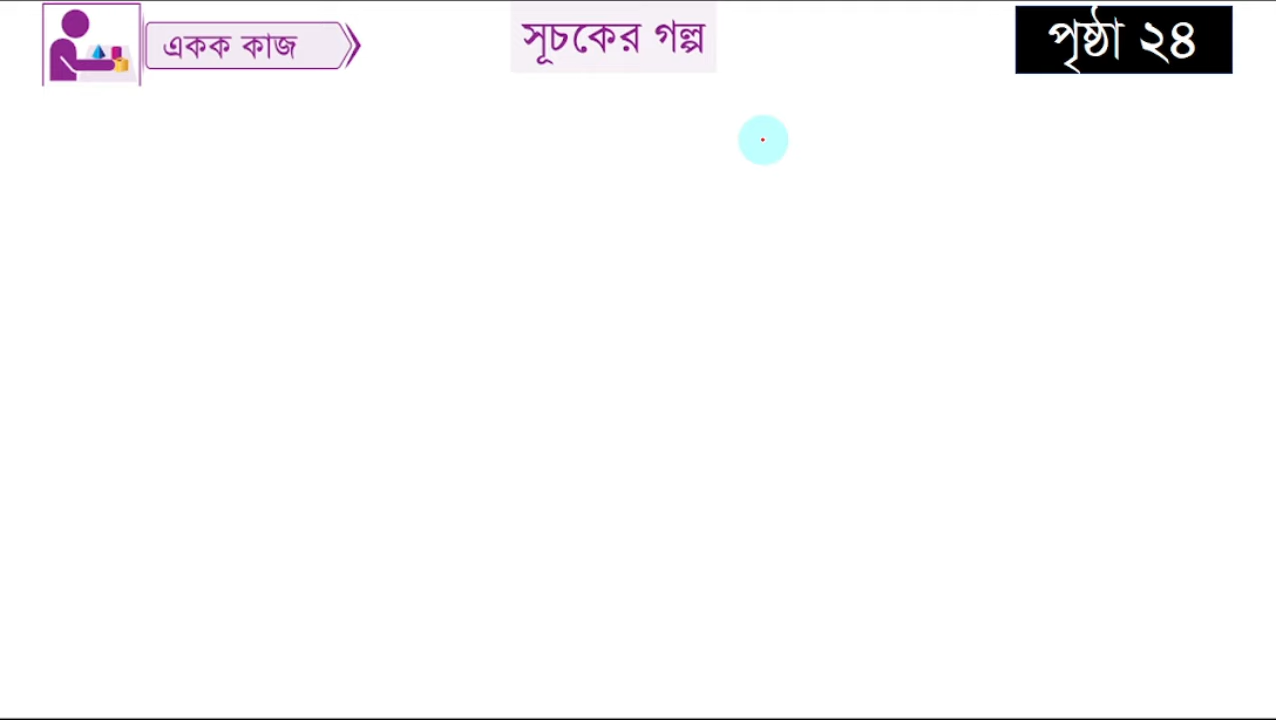 একক কাজ
সূচকের গল্প
পৃষ্ঠা ২৪